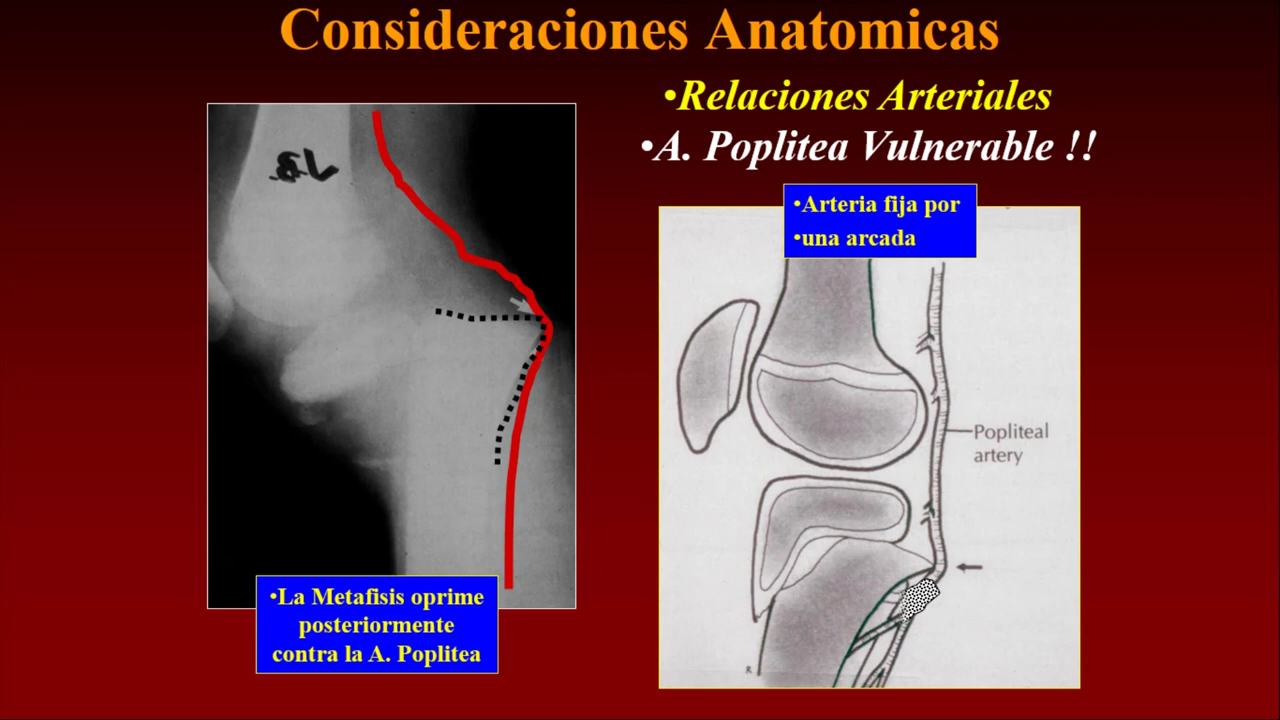 Consideraciones Anatomicas
•Relaciones Arteriales
•A. Poplitea Vulnerable !!
•Arteria fija por
•una arcada
Popliteal
artery
•La Metafisis oprime
posteriormente
contra la A. Poplitea